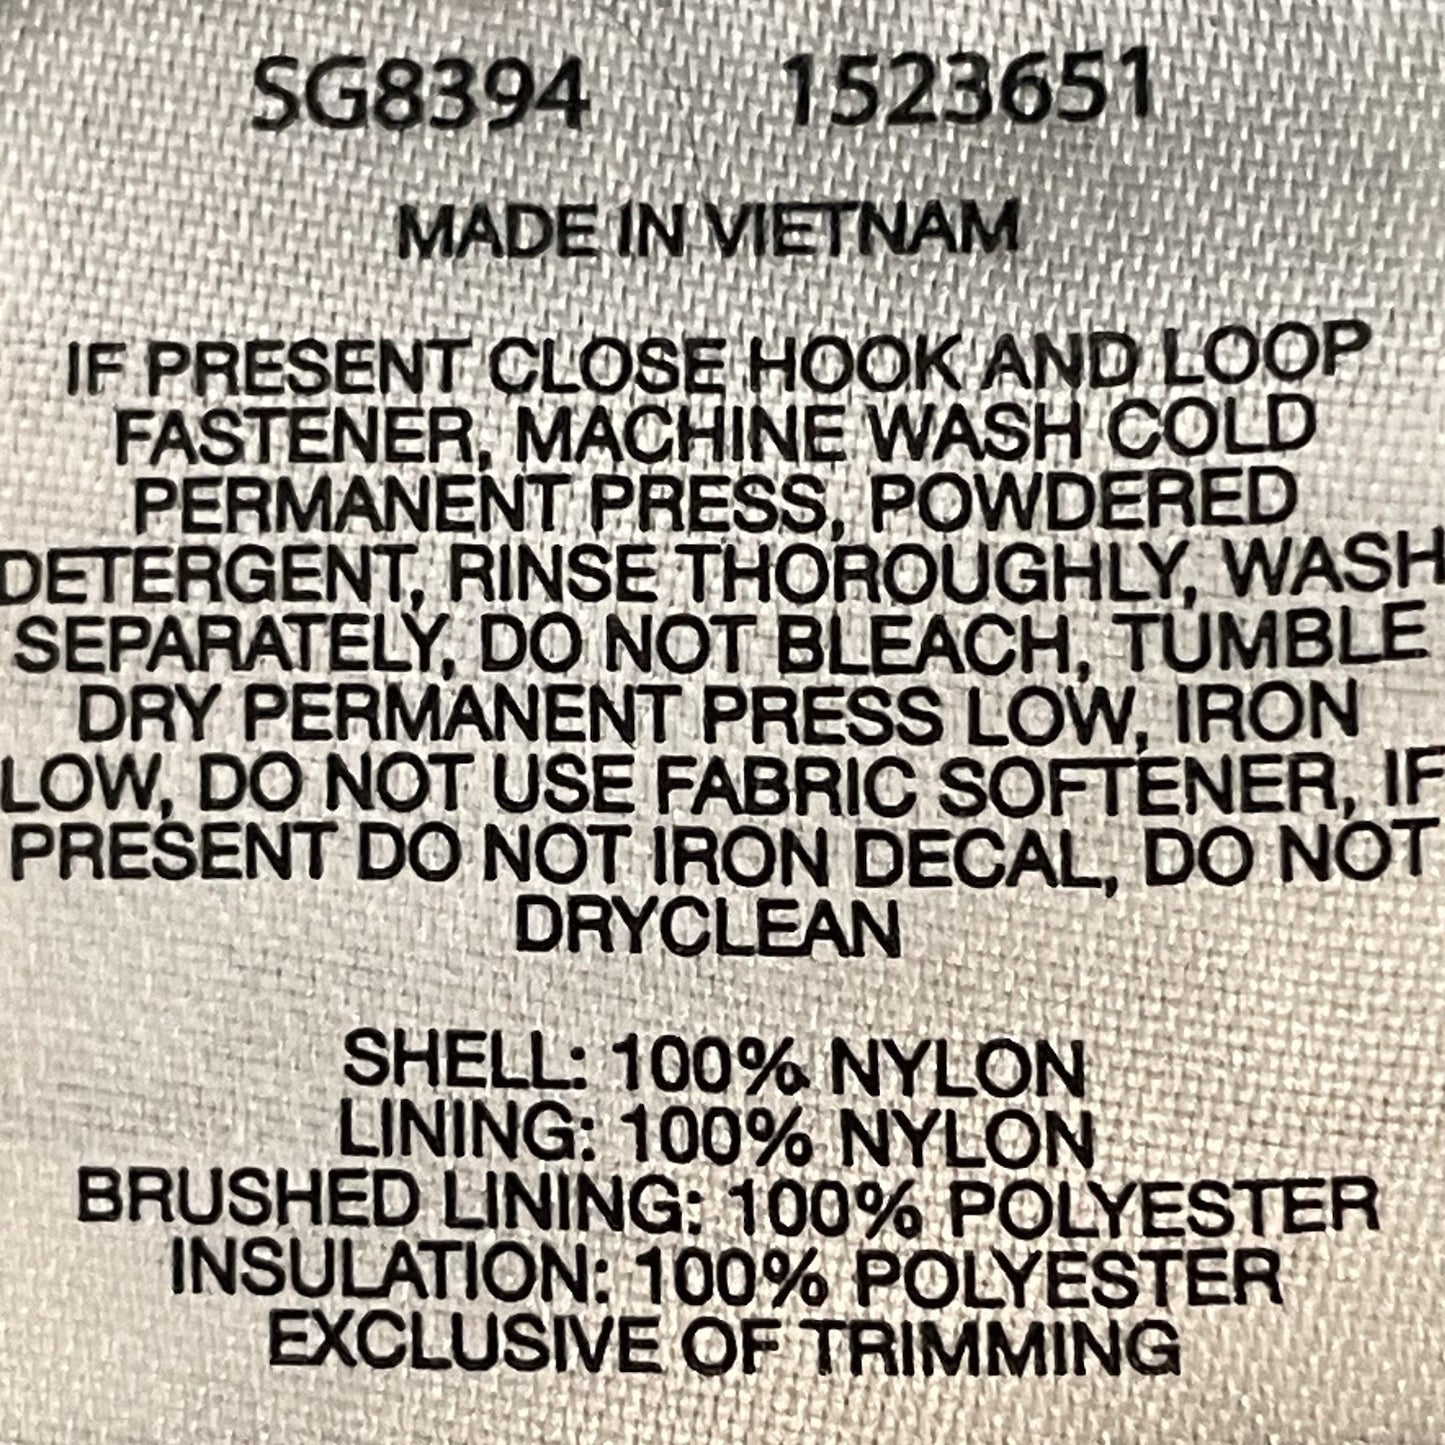 SG8394 1523651
MADE IN VIETNAM
IF PRESENT CLOSE HOOK AND LOOP
FASTENER, MACHINE WASH COLD
PERMANENT PRESS, POWDERED
DETERGENT, RINSE THOROUGHLY, WASH
SEPARATELY, DO NOT BLEACH, TUMBLE
DRY PERMANENT PRESS LOW, IRON
LOW, DO NOT USE FABRIC SOFTENER, IF
PRESENT DO NOT IRON DECAL, DO NOT
DRYCLEAN
SHELL: 100% NYLON
LINING: 100% NYLON
BRUSHED LINING: 100% POLYESTER
INSULATION: 100% POLYESTER
EXCLUSIVE OF TRIMMING